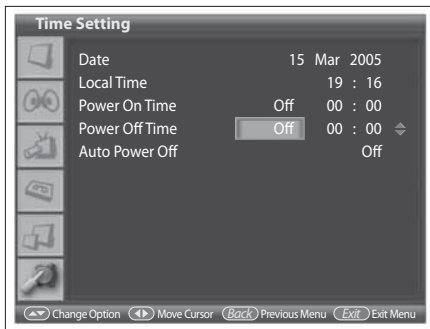 Time Setting
Date 15 Mar 2005
Local Time 19 : 16
Power On Time Off 00 : 00
Power Off Time Off 00 : 00
Auto Power Off Off
Change Option Move Cursor Back Previous Menu Exit Exit Menu